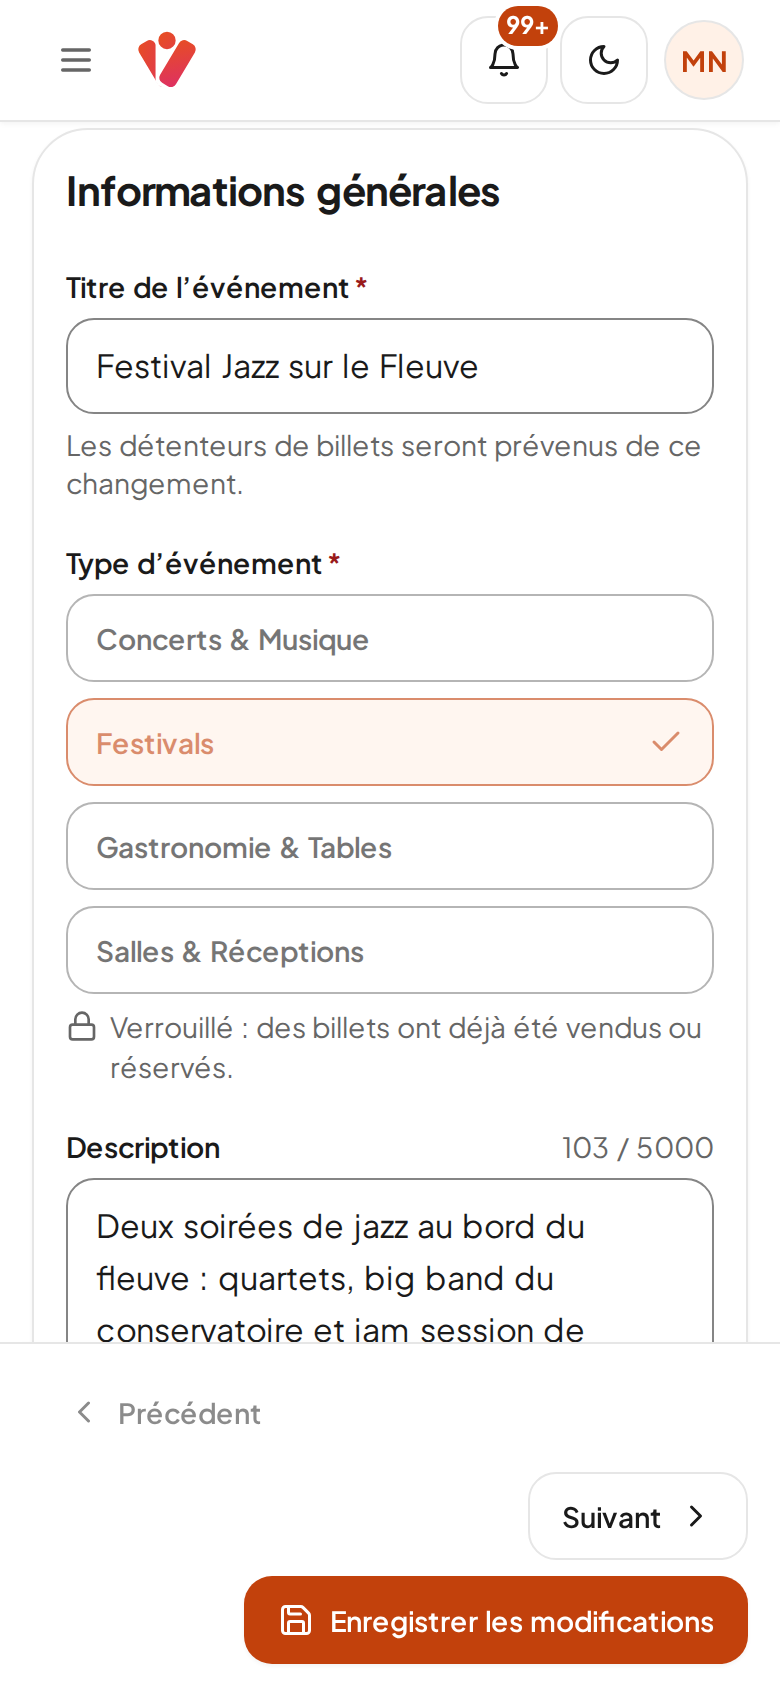 99+
MN
Informations générales
Titre de l’événement *
Festival Jazz sur le Fleuve
Les détenteurs de billets seront prévenus de ce
changement.
Type d’événement *
Concerts & Musique
Festivals
Gastronomie & Tables
Salles & Réceptions
Verrouillé : des billets ont déjà été vendus ou
réservés.
Description 103 / 5000
Deux soirées de jazz au bord du
fleuve : quartets, big band du
conservatoire et jam session de
Précédent
Suivant
Enregistrer les modifications